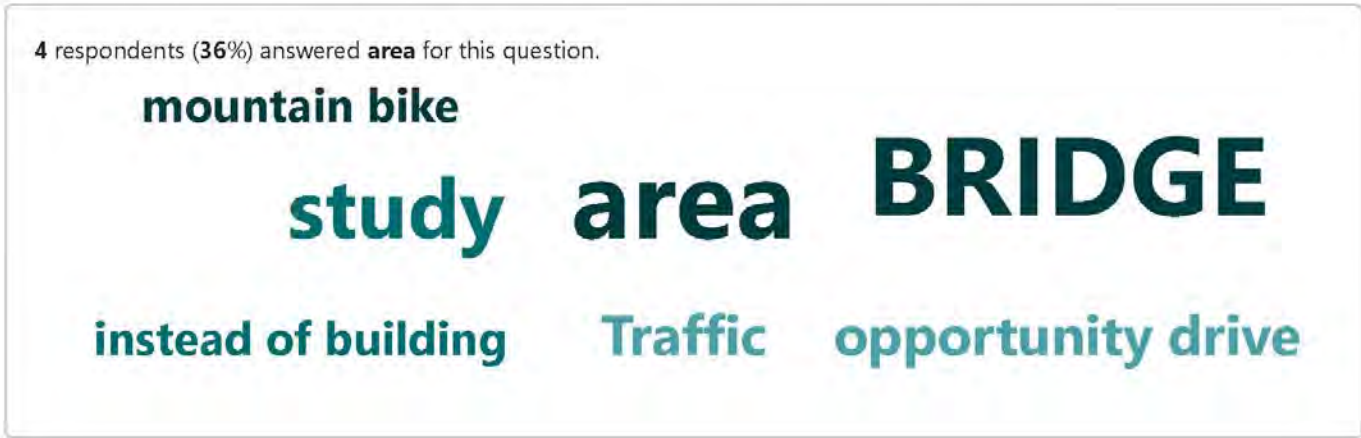 4 respondents (36%) answered area for this question.
mountain bike
study area BRIDGE
instead of building Traffic opportunity drive